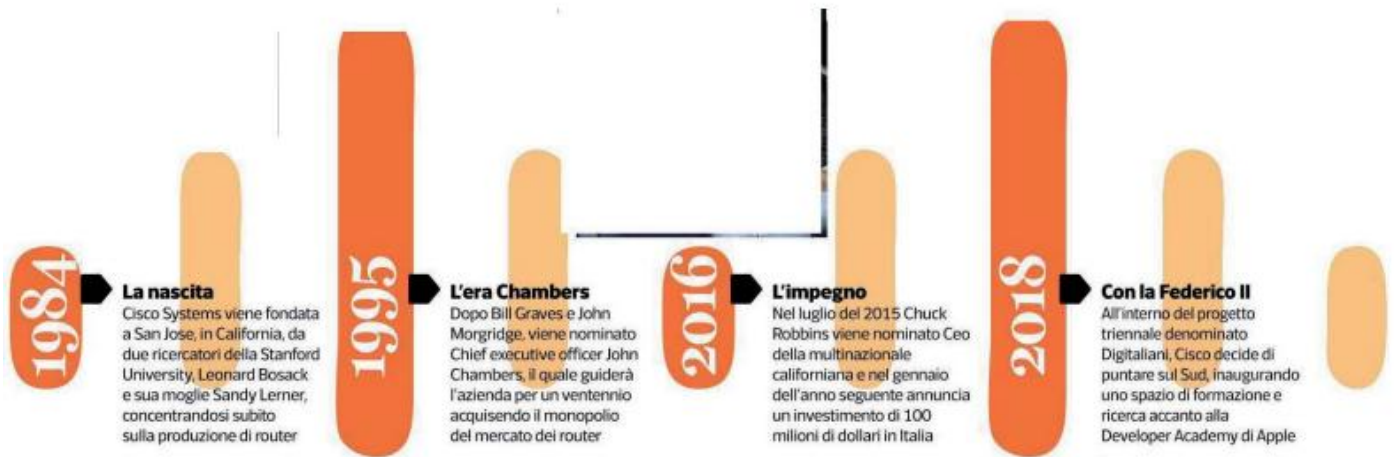 1984
La nascita
Cisco Systems viene fondata
a San Jose, in California, da
due ricercatori della Stanford
University, Leonard Bosack
e sua moglie Sandy Lerner,
concentrandosi subito
sulla produzione di router
1995
L'era Chambers
Dopo Bill Graves e John
Morgridge, viene nominato
Chief executive officer John
Chambers, il quale guiderà
l'azienda per un ventennio
acquisendo il monopolio
del mercato dei router
2016
L'impegno
Nel luglio del 2015 Chuck
Robbins viene nominato Ceo
della multinazionale
californiana e nel gennaio
dell'anno seguente annuncia
un investimento di 100
milioni di dollari in Italia
2018
Con la Federico II
All'interno del progetto
triennale denominato
Digitaliani, Cisco decide di
puntare sul Sud, inaugurando
uno spazio di formazione e
ricerca accanto alla
Developer Academy di Apple